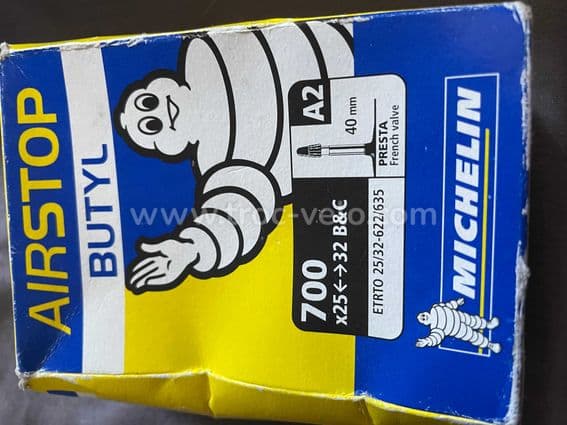 AIRSTOP
BUTYL
A2
40 mm
PRESTA
French valve
700
x25<->32 B&C
ETRTO 25/32-622/635
MICHELIN
www.troc-velo.com